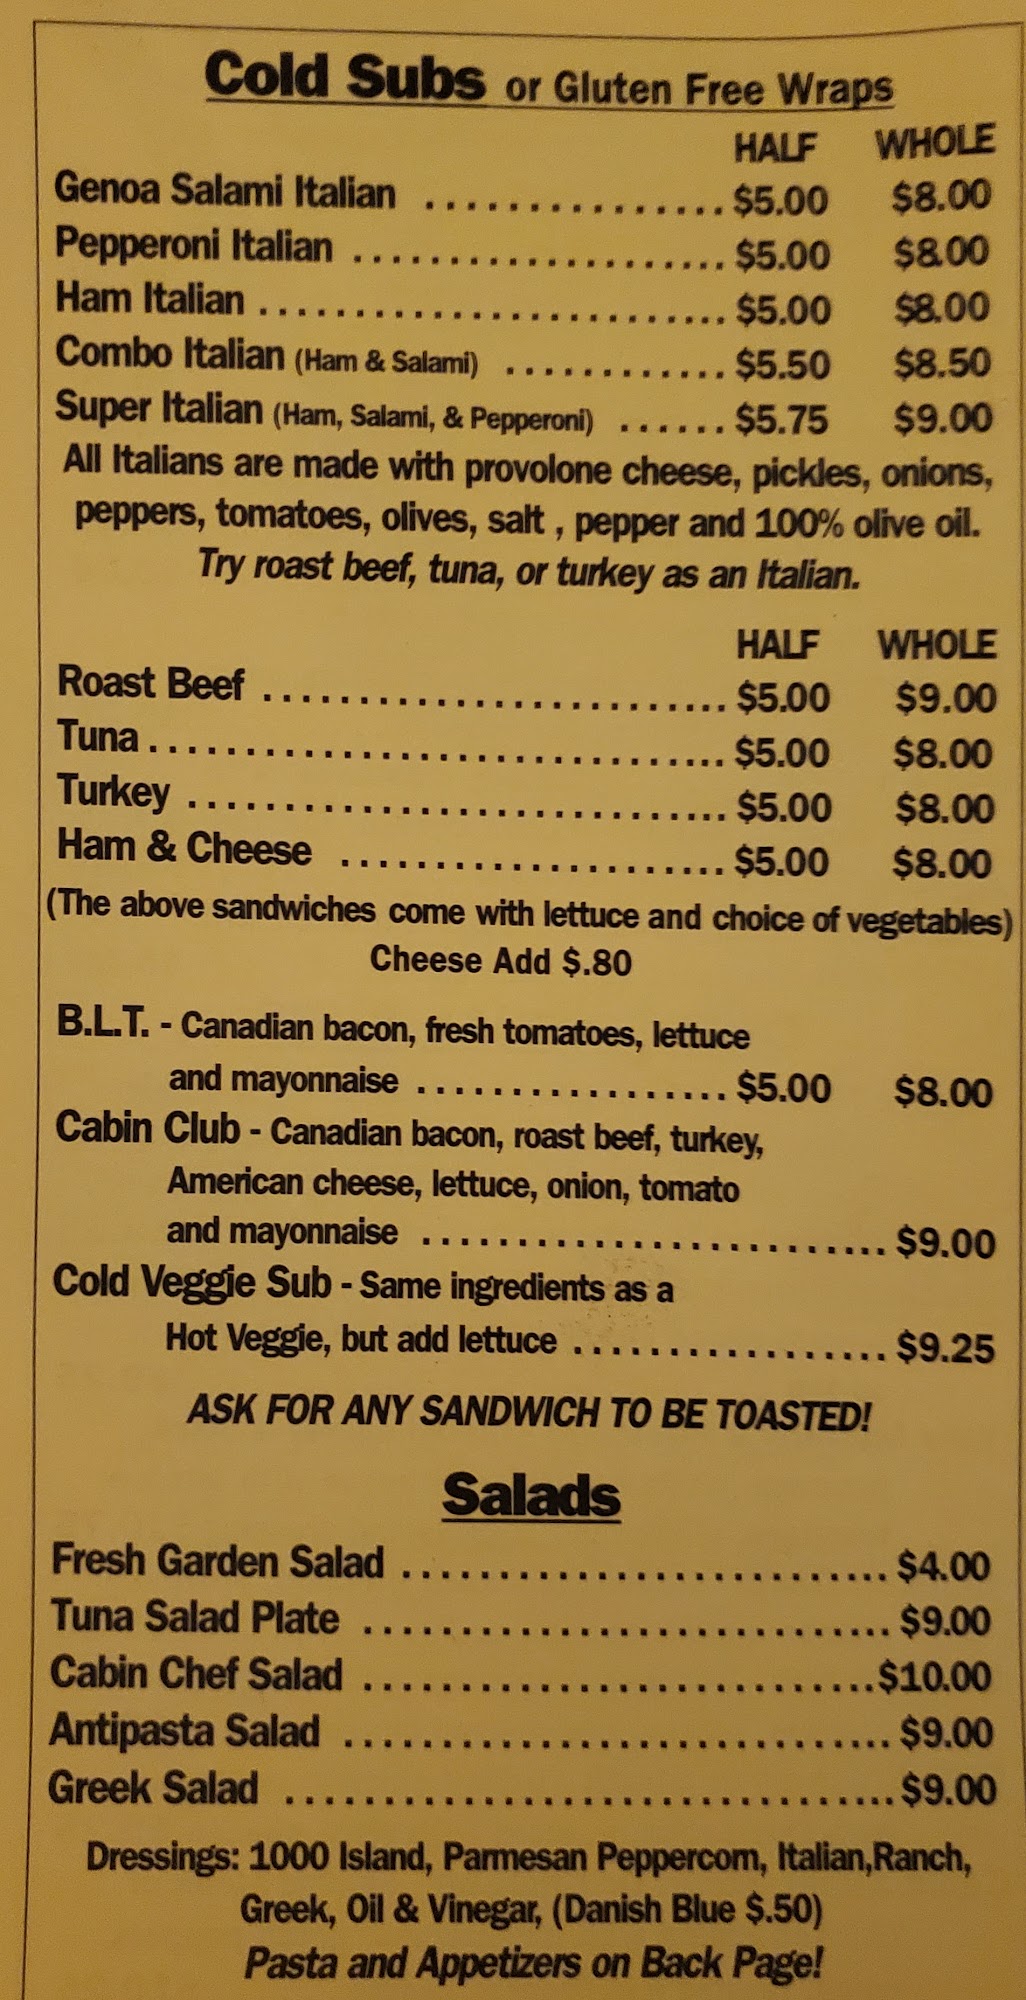 Cold Subs or Gluten Free Wraps
HALF WHOLE
Genoa Salami Italian ................ $5.00 $8.00
Pepperoni Italian .................... $5.00 $8.00
Ham Italian ......................... $5.00 $8.00
Combo Italian (Ham & Salami) ............ $5.50 $8.50
Super Italian (Ham, Salami, & Pepperoni) ...... $5.75 $9.00
All Italians are made with provolone cheese, pickles, onions,
peppers, tomatoes, olives, salt , pepper and 100% olive oil.
Try roast beef, tuna, or turkey as an Italian.
HALF WHOLE
Roast Beef ......................... $5.00 $9.00
Tuna .............................. $5.00 $8.00
Turkey ............................ $5.00 $8.00
Ham & Cheese .................... $5.00 $8.00
(The above sandwiches come with lettuce and choice of vegetables)
Cheese Add $.80
B.L.T. - Canadian bacon, fresh tomatoes, lettuce
and mayonnaise ................. $5.00 $8.00
Cabin Club - Canadian bacon, roast beef, turkey,
American cheese, lettuce, onion, tomato
and mayonnaise ......................... $9.00
Cold Veggie Sub - Same ingredients as a
Hot Veggie, but add lettuce ................. $9.25
ASK FOR ANY SANDWICH TO BE TOASTED!
Salads
Fresh Garden Salad .......................... $4.00
Tuna Salad Plate ............................ $9.00
Cabin Chef Salad ........................... $10.00
Antipasta Salad ............................. $9.00
Greek Salad ................................ $9.00
Dressings: 1000 Island, Parmesan Peppercorn, Italian,Ranch,
Greek, Oil & Vinegar, (Danish Blue $.50)
Pasta and Appetizers on Back Page!